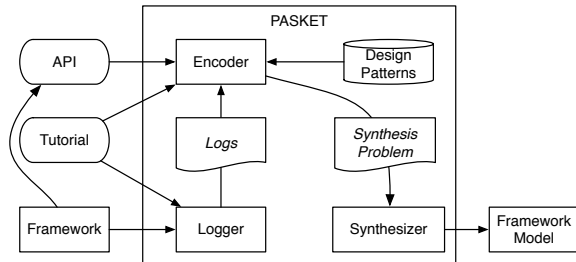 PASKET
API
Encoder
Design
Patterns
Tutorial
Logs
Synthesis
Problem
Framework
Logger
Synthesizer
Framework
Model